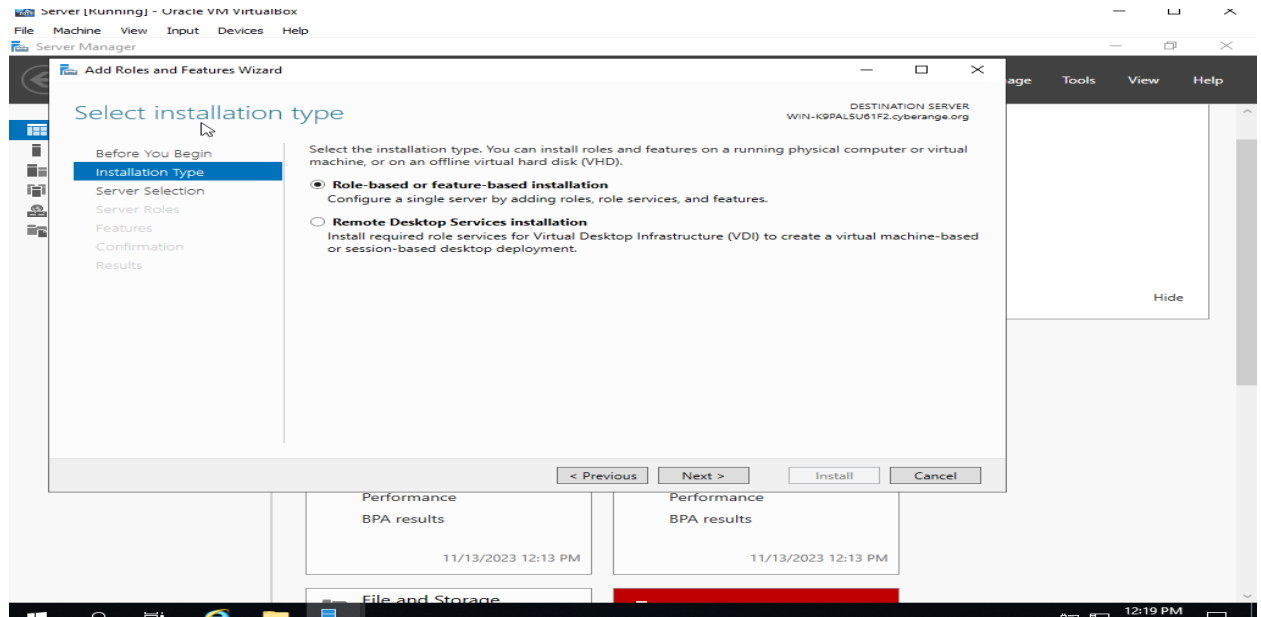 Server [Running] - Oracle VM VirtualBox
File Machine View Input Devices Help
Server Manager
Add Roles and Features Wizard
Tools View Help
Select installation type
DESTINATION SERVER
WIN-K9PAL5U61F2.cyberange.org
Before You Begin
Installation Type
Server Selection
Server Roles
Features
Confirmation
Results
Select the installation type. You can install roles and features on a running physical computer or virtual
machine, or on an offline virtual hard disk (VHD).
Role-based or feature-based installation
Configure a single server by adding roles, role services, and features.
Remote Desktop Services installation
Install required role services for Virtual Desktop Infrastructure (VDI) to create a virtual machine-based
or session-based desktop deployment.
Hide
< Previous Next > Install Cancel
Performance Performance
BPA results BPA results
11/13/2023 12:13 PM 11/13/2023 12:13 PM
File and Storage
12:19 PM